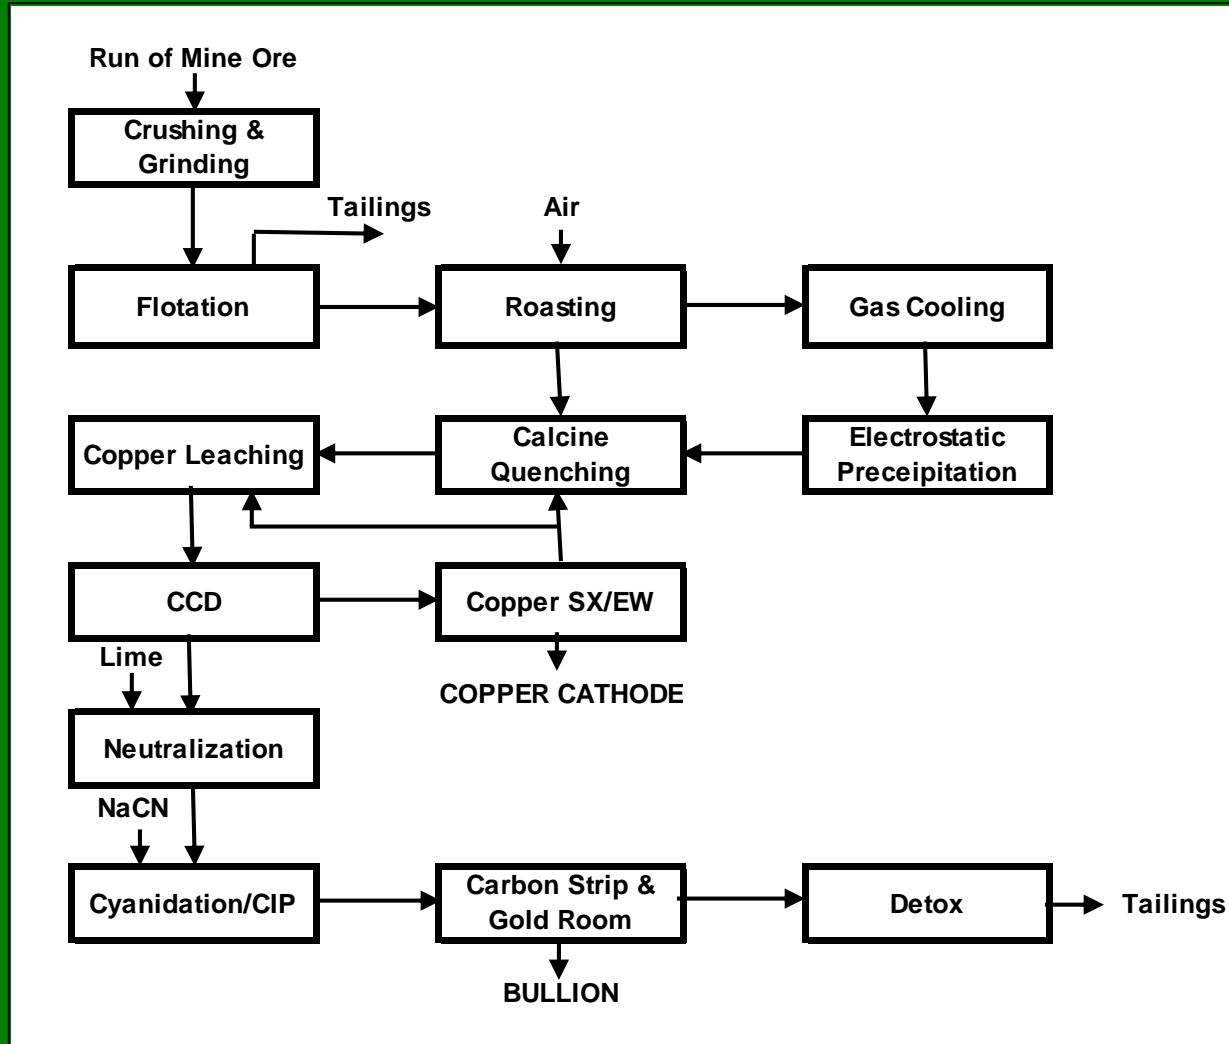 Run of Mine Ore
Crushing &
Grinding
Tailings
Air
Flotation
Roasting
Gas Cooling
Copper Leaching
Calcine
Quenching
Electrostatic
Preceipitation
CCD
Copper SX/EW
Lime
COPPER CATHODE
Neutralization
NaCN
Cyanidation/CIP
Carbon Strip &
Gold Room
Detox
Tailings
BULLION